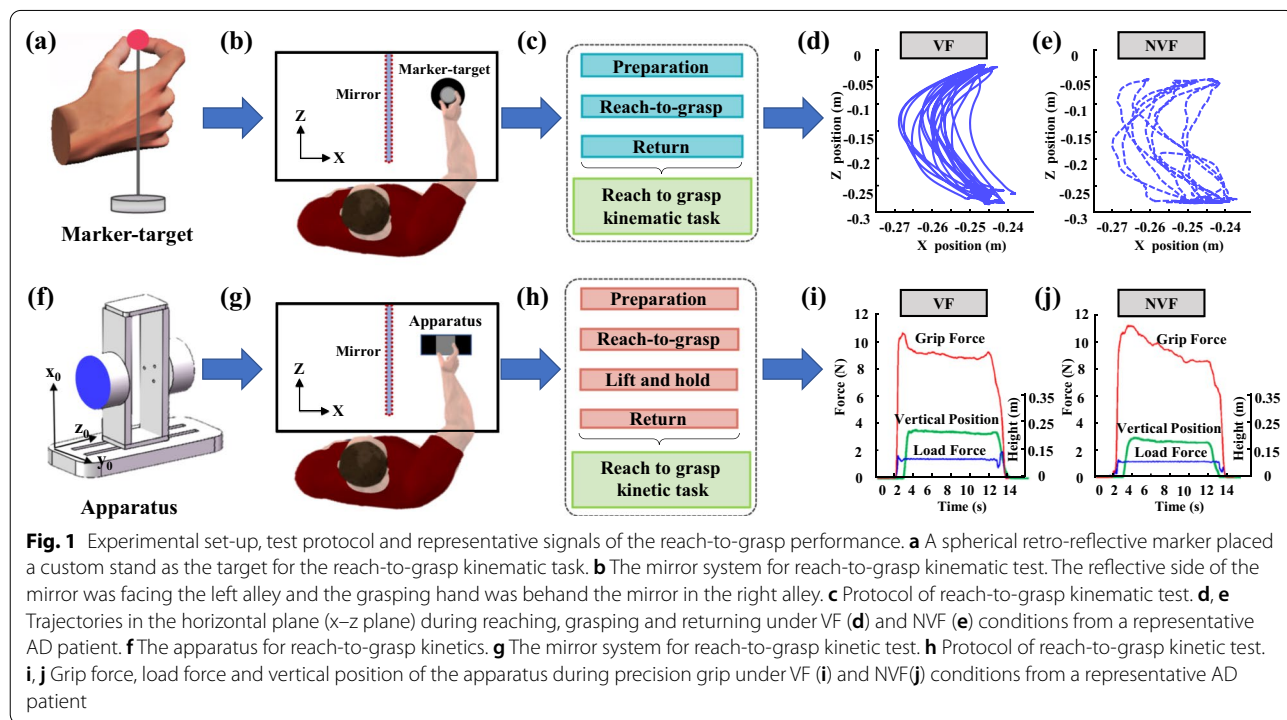 (a)
Marker-target
(b)
Mirror
Marker-target
Z
X
(c)
Preparation
Reach-to-grasp
Return
Reach to grasp
kinematic task
(d)
VF
0
-0.05
-0.1
-0.15
-0.2
-0.25
-0.3
Z position (m)
-0.27 -0.26 -0.25 -0.24
X position (m)
(e)
NVF
0
-0.05
-0.1
-0.15
-0.2
-0.25
-0.3
Z position (m)
-0.27 -0.26 -0.25 -0.24
X position (m)
(f)
x0
z0
y0
Apparatus
(g)
Mirror
Apparatus
Z
X
(h)
Preparation
Reach-to-grasp
Lift and hold
Return
Reach to grasp
kinetic task
(i)
VF
12
10
8
6
4
2
0
Force (N)
Grip Force
Vertical Position
Load Force
0.35
0.25
0.15
0
Height (m)
0 2 4 6 8 10 12 14
Time (s)
(j)
NVF
12
10
8
6
4
2
0
Grip Force
Vertical Position
Load Force
0.35
0.25
0.15
0
Height (m)
0 2 4 6 8 10 12 14
Time (s)
Fig. 1 Experimental set-up, test protocol and representative signals of the reach-to-grasp performance. a A spherical retro-reflective marker placed
a custom stand as the target for the reach-to-grasp kinematic task. b The mirror system for reach-to-grasp kinematic test. The reflective side of the
mirror was facing the left alley and the grasping hand was behand the mirror in the right alley. c Protocol of reach-to-grasp kinematic test. d, e
Trajectories in the horizontal plane (x–z plane) during reaching, grasping and returning under VF (d) and NVF (e) conditions from a representative
AD patient. f The apparatus for reach-to-grasp kinetics. g The mirror system for reach-to-grasp kinetic test. h Protocol of reach-to-grasp kinetic test.
i, j Grip force, load force and vertical position of the apparatus during precision grip under VF (i) and NVF(j) conditions from a representative AD
patient